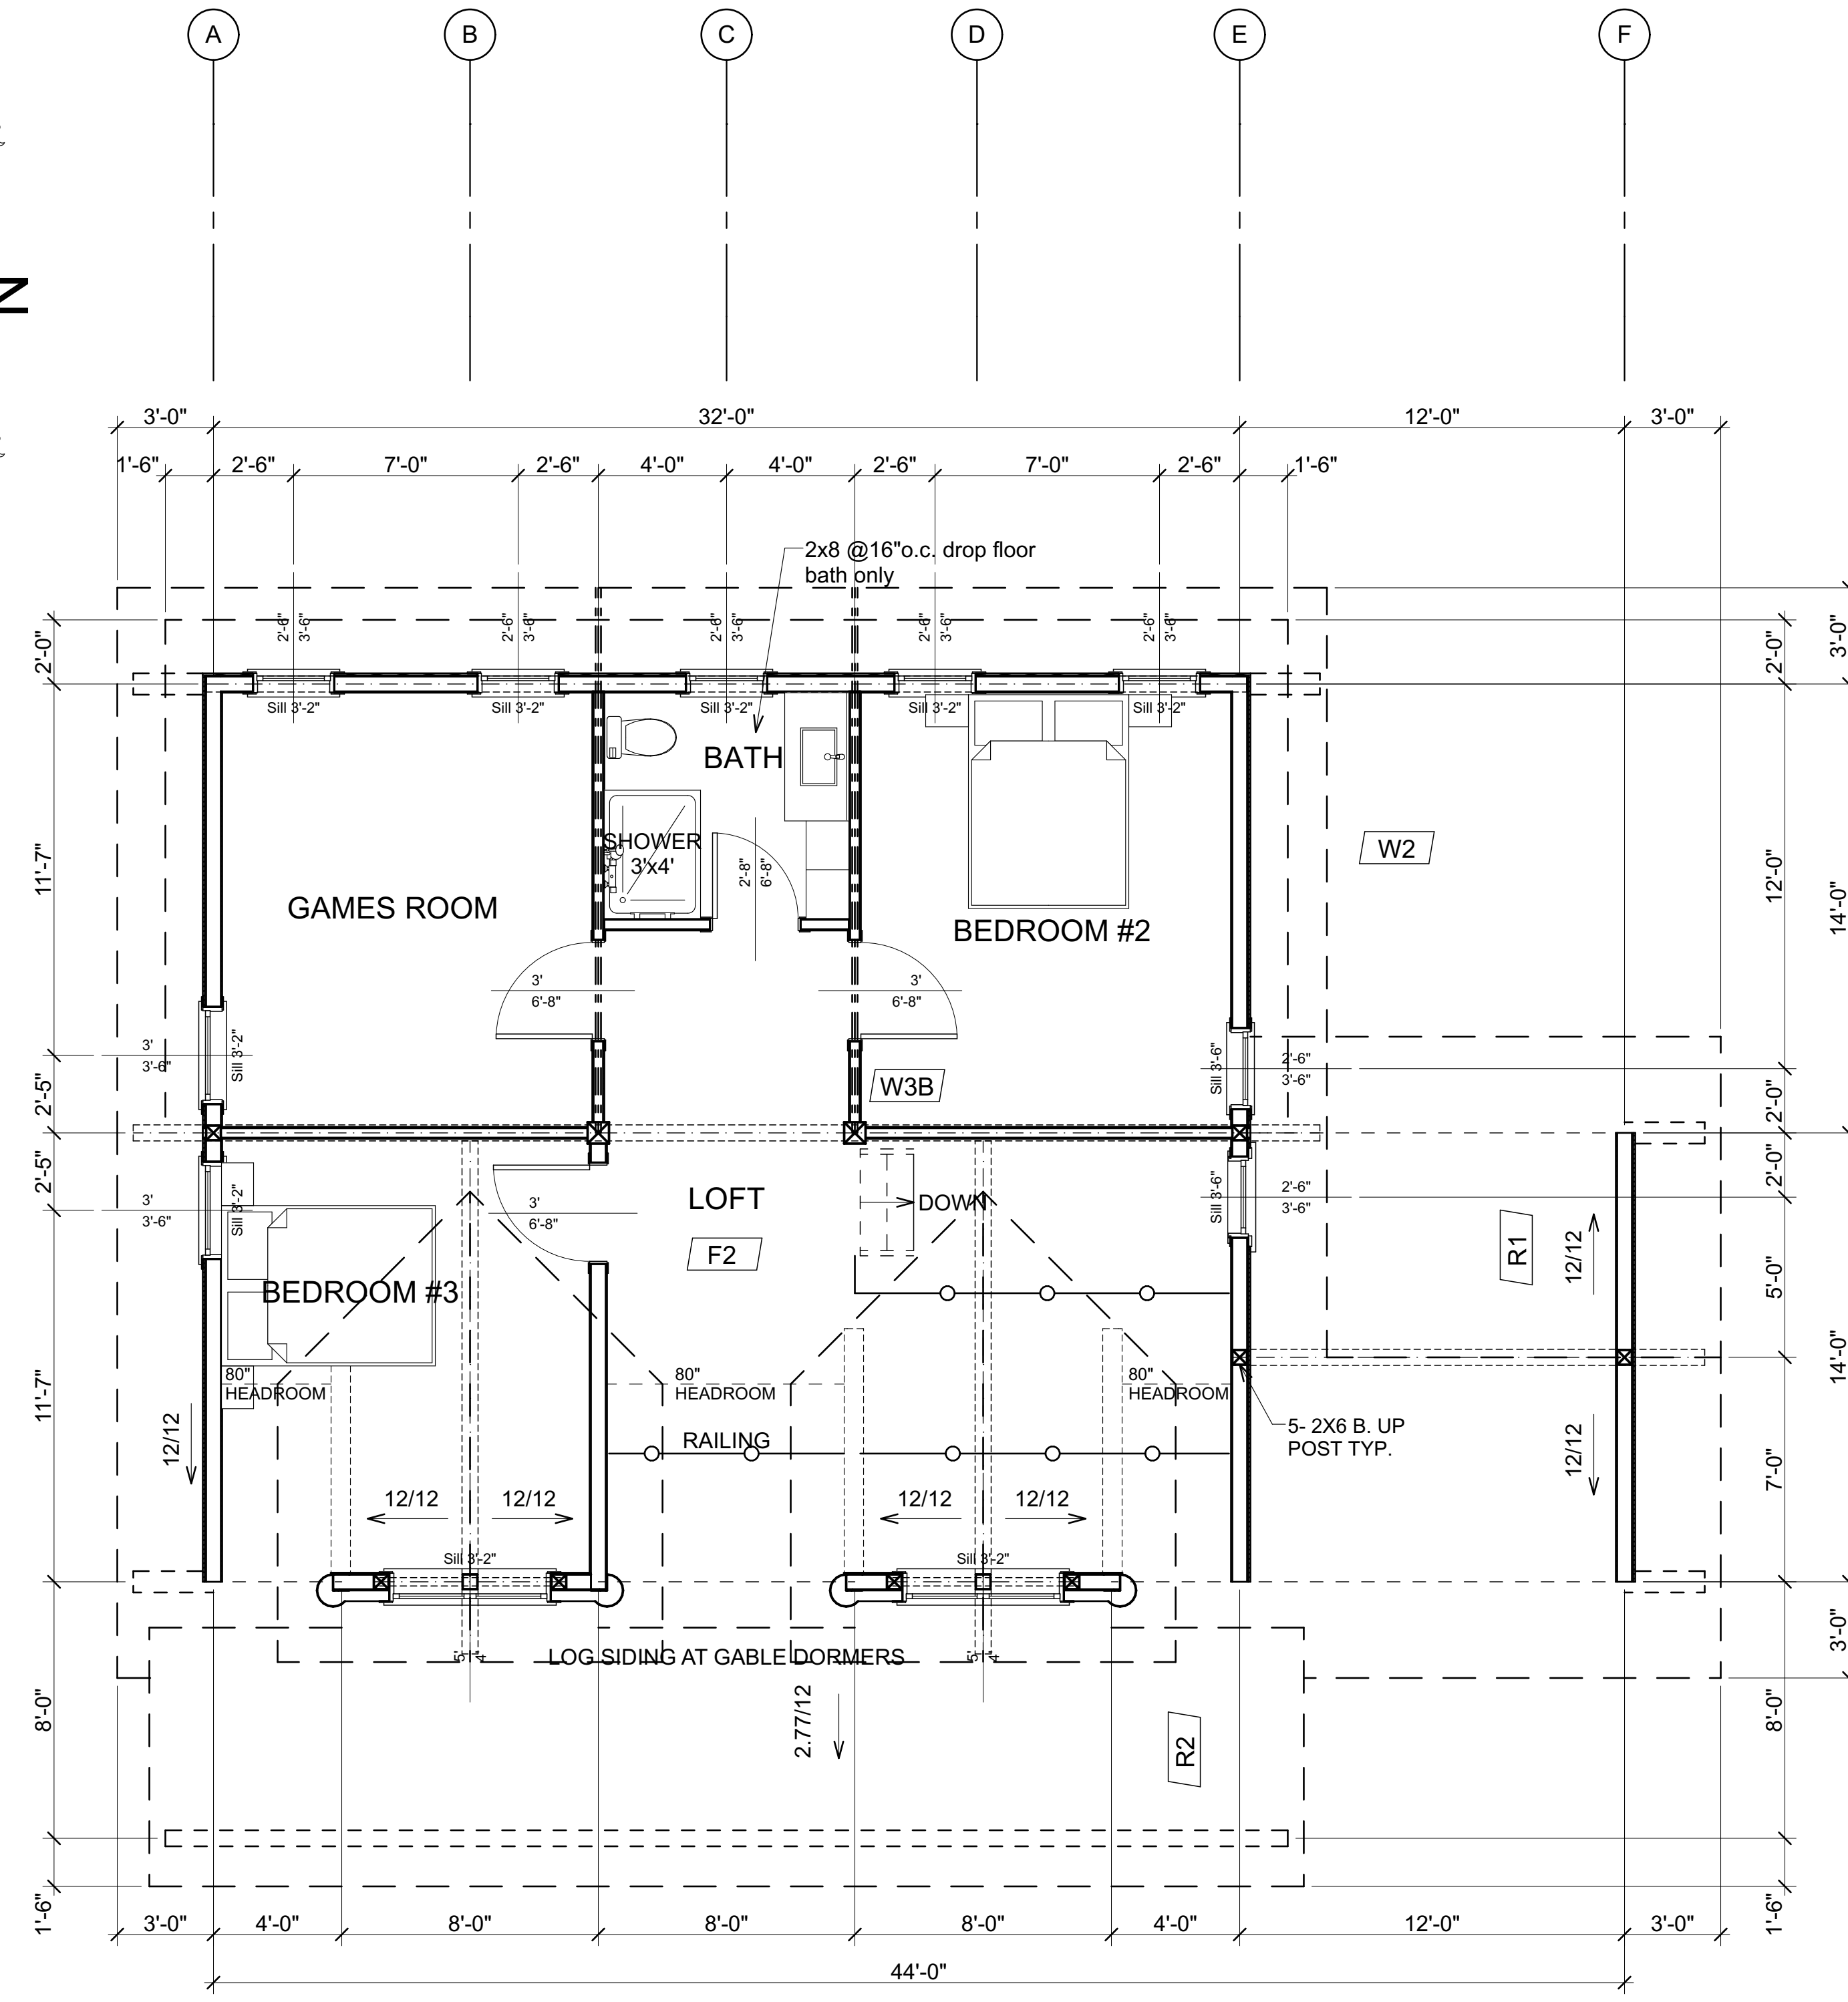 A
B
C
D
E
F
N
3'-0"
32'-0"
12'-0"
3'-0"
1'-6"
2'-6"
7'-0"
2'-6"
4'-0"
4'-0"
2'-6"
7'-0"
2'-6"
1'-6"
2x8 @16"o.c. drop floor
bath only
2'-6"
3'-6"
2'-6"
3'-6"
2'-6"
3'-6"
2'-6"
3'-6"
2'-6"
3'-6"
2'-0"
2'-0"
3'-0"
Sill 3'-2"
Sill 3'-2"
Sill 3'-2"
Sill 3'-2"
Sill 3'-2"
BATH
SHOWER
3'x4'
2'-8"
6'-8"
W2
11'-7"
12'-0"
14'-0"
GAMES ROOM
BEDROOM #2
3'
6'-8"
3'
6'-8"
3'
3'-6"
Sill 3'-2"
Sill 3'-6"
2'-6"
3'-6"
W3B
2'-5"
2'-0"
2'-5"
2'-0"
3'
3'-6"
Sill 3'-2"
3'
6'-8"
LOFT
DOWN
Sill 3'-6"
2'-6"
3'-6"
F2
R1
12/12
5'-0"
BEDROOM #3
80"
HEADROOM
80"
HEADROOM
80"
HEADROOM
11'-7"
14'-0"
12/12
RAILING
5- 2X6 B. UP
POST TYP.
12/12
7'-0"
12/12
12/12
12/12
12/12
Sill 3'-2"
Sill 3'-2"
3'-0"
5'
4'
LOG SIDING AT GABLE DORMERS
5'
4'
8'-0"
2.77/12
R2
8'-0"
1'-6"
1'-6"
3'-0"
4'-0"
8'-0"
8'-0"
8'-0"
4'-0"
12'-0"
3'-0"
44'-0"